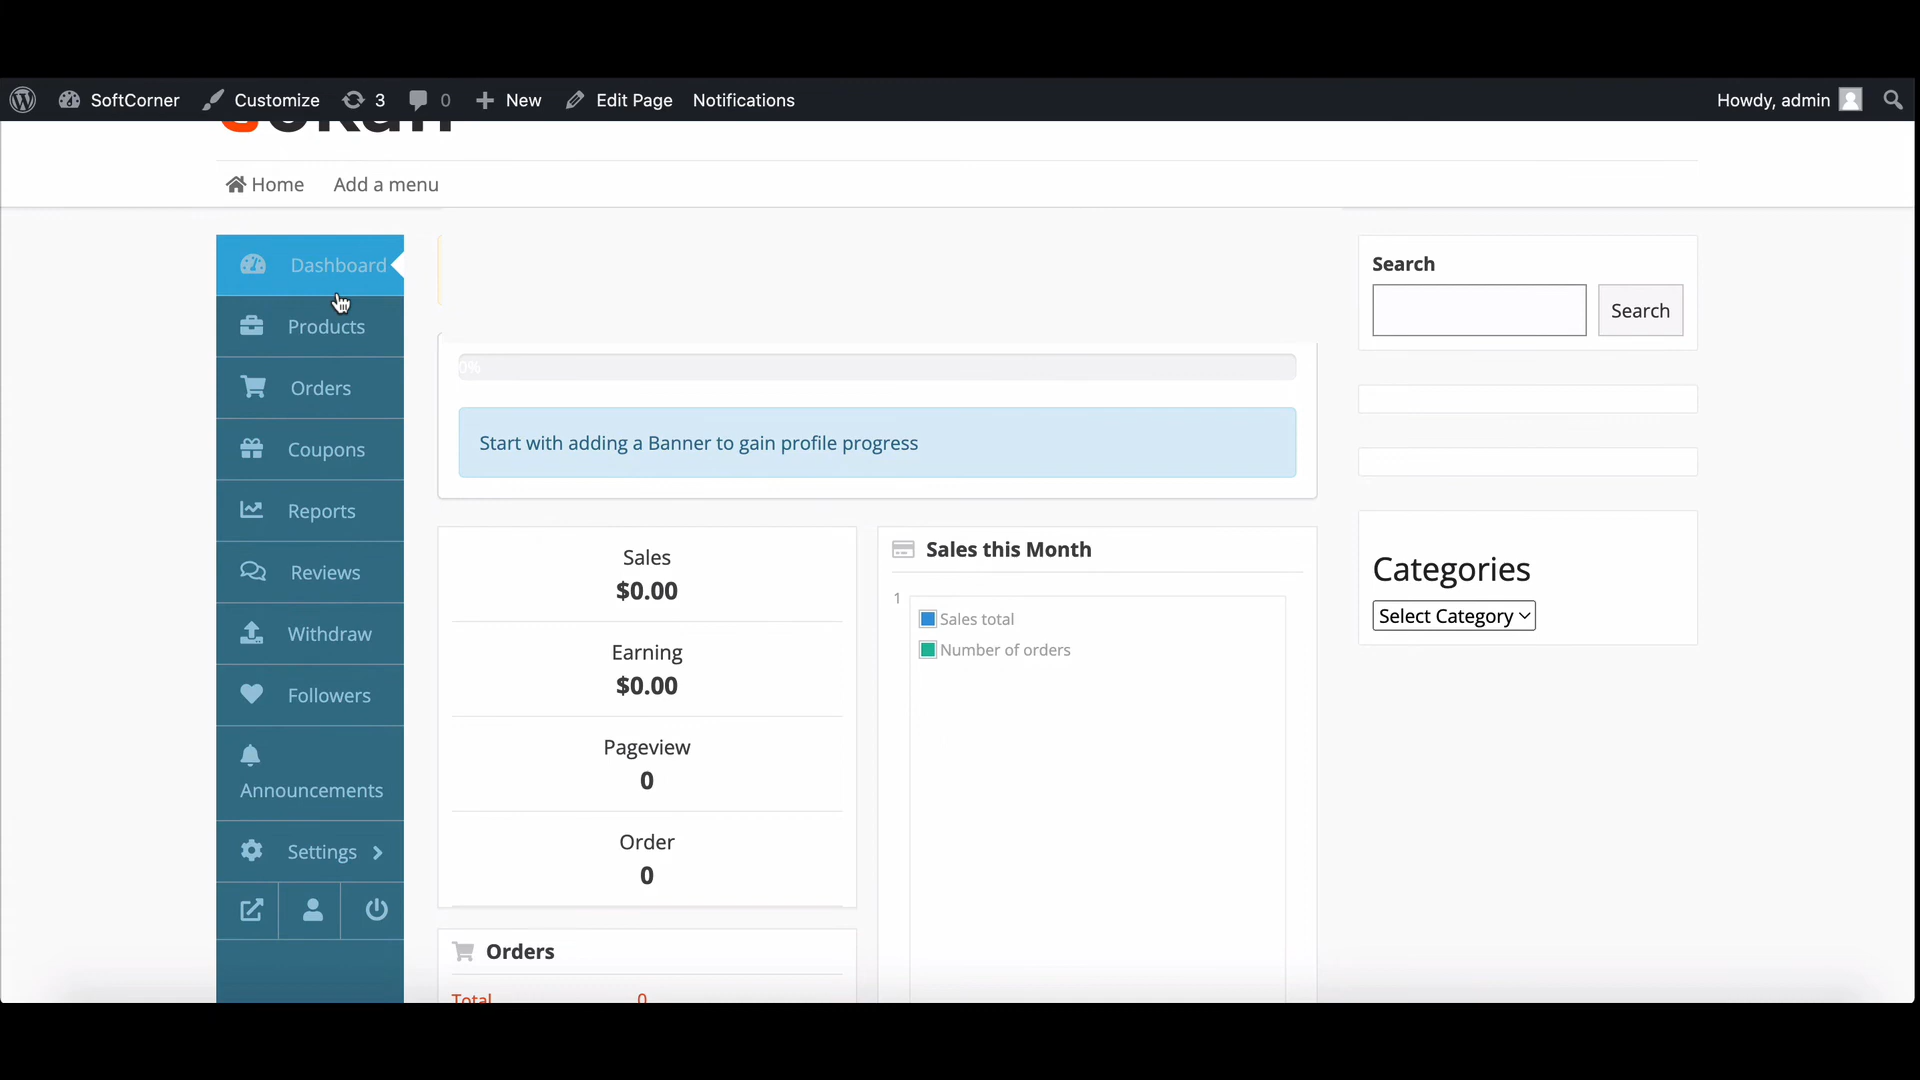 SoftCorner Customize 3 0 New Edit Page Notifications Howdy, admin
Home Add a menu
Dashboard
Products
Orders
Coupons
Reports
Reviews
Withdraw
Followers
Announcements
Settings
0%
Start with adding a Banner to gain profile progress
Sales
$0.00
Earning
$0.00
Pageview
0
Order
0
Orders
Total 0
Sales this Month
1
Sales total
Number of orders
Search
Search
Categories
Select Category